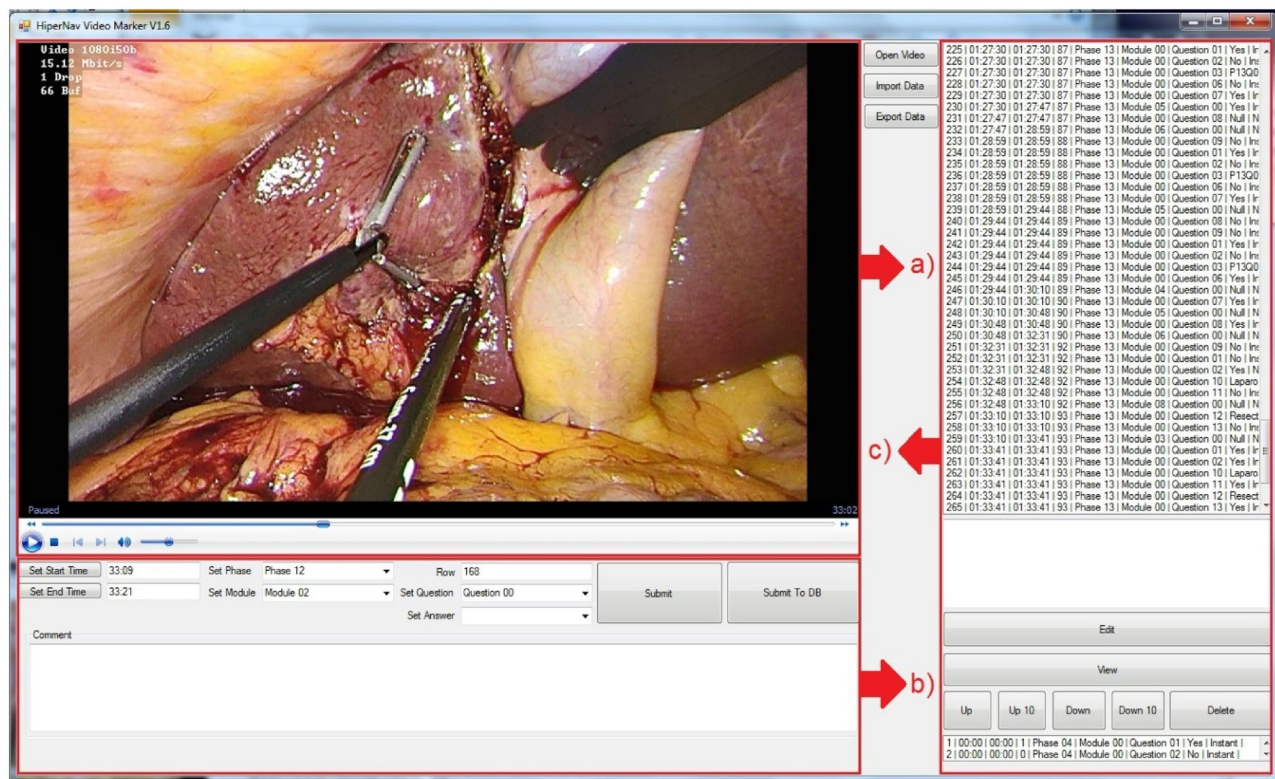 HiperNav Video Marker V1.6
Video 1080i50b
15.12 Mbit/s
1 Drop
66 Buf
Paused
33:02
Open Video
Import Data
Export Data
a)
c)
b)
Set Start Time 33:09 Set Phase Phase 12 Row 168
Set End Time 33:21 Set Module Module 02 Set Question Question 00
Set Answer
Submit
Submit To DB
Comment
225 | 01:27:30 | 01:27:30 | 87 | Phase 13 | Module 00 | Question 01 | Yes | Ir
226 | 01:27:30 | 01:27:30 | 87 | Phase 13 | Module 00 | Question 02 | No | Ins
227 | 01:27:30 | 01:27:30 | 87 | Phase 13 | Module 00 | Question 03 | P13Q0
228 | 01:27:30 | 01:27:30 | 87 | Phase 13 | Module 00 | Question 06 | No | Ins
229 | 01:27:30 | 01:27:30 | 87 | Phase 13 | Module 00 | Question 07 | Yes | Ir
230 | 01:27:30 | 01:27:47 | 87 | Phase 13 | Module 05 | Question 00 | Yes | Ir
231 | 01:27:47 | 01:27:47 | 87 | Phase 13 | Module 00 | Question 08 | Null | N
232 | 01:27:47 | 01:28:59 | 87 | Phase 13 | Module 06 | Question 00 | Null | N
233 | 01:28:59 | 01:28:59 | 88 | Phase 13 | Module 00 | Question 09 | No | Ins
234 | 01:28:59 | 01:28:59 | 88 | Phase 13 | Module 00 | Question 01 | Yes | Ir
235 | 01:28:59 | 01:28:59 | 88 | Phase 13 | Module 00 | Question 02 | No | Ins
236 | 01:28:59 | 01:28:59 | 88 | Phase 13 | Module 00 | Question 03 | P13Q0
237 | 01:28:59 | 01:28:59 | 88 | Phase 13 | Module 00 | Question 06 | No | Ins
238 | 01:28:59 | 01:28:59 | 88 | Phase 13 | Module 00 | Question 07 | Yes | Ir
239 | 01:28:59 | 01:29:44 | 88 | Phase 13 | Module 05 | Question 00 | Null | N
240 | 01:29:44 | 01:29:44 | 89 | Phase 13 | Module 00 | Question 08 | No | Ins
241 | 01:29:44 | 01:29:44 | 89 | Phase 13 | Module 00 | Question 09 | No | Ins
242 | 01:29:44 | 01:29:44 | 89 | Phase 13 | Module 00 | Question 01 | Yes | Ir
243 | 01:29:44 | 01:29:44 | 89 | Phase 13 | Module 00 | Question 02 | No | Ins
244 | 01:29:44 | 01:29:44 | 89 | Phase 13 | Module 00 | Question 03 | P13Q0
245 | 01:29:44 | 01:29:44 | 89 | Phase 13 | Module 00 | Question 06 | Yes | Ir
246 | 01:29:44 | 01:30:10 | 89 | Phase 13 | Module 04 | Question 00 | Null | N
247 | 01:30:10 | 01:30:10 | 90 | Phase 13 | Module 00 | Question 07 | Yes | Ir
248 | 01:30:10 | 01:30:48 | 90 | Phase 13 | Module 05 | Question 00 | Null | N
249 | 01:30:48 | 01:30:48 | 90 | Phase 13 | Module 00 | Question 08 | Yes | Ir
250 | 01:30:48 | 01:32:31 | 90 | Phase 13 | Module 06 | Question 00 | Null | N
251 | 01:32:31 | 01:32:31 | 92 | Phase 13 | Module 00 | Question 09 | No | Ins
252 | 01:32:31 | 01:32:31 | 92 | Phase 13 | Module 00 | Question 01 | No | Ins
253 | 01:32:31 | 01:32:48 | 92 | Phase 13 | Module 00 | Question 02 | Yes | N
254 | 01:32:48 | 01:32:48 | 92 | Phase 13 | Module 00 | Question 10 | Laparo
255 | 01:32:48 | 01:32:48 | 92 | Phase 13 | Module 00 | Question 11 | No | Ins
256 | 01:32:48 | 01:33:10 | 92 | Phase 13 | Module 08 | Question 00 | Null | N
257 | 01:33:10 | 01:33:10 | 93 | Phase 13 | Module 00 | Question 12 | Resect
258 | 01:33:10 | 01:33:10 | 93 | Phase 13 | Module 00 | Question 13 | No | Ins
259 | 01:33:10 | 01:33:41 | 93 | Phase 13 | Module 03 | Question 00 | Null | N
260 | 01:33:41 | 01:33:41 | 93 | Phase 13 | Module 00 | Question 01 | Yes | Ir
261 | 01:33:41 | 01:33:41 | 93 | Phase 13 | Module 00 | Question 02 | Yes | Ir
262 | 01:33:41 | 01:33:41 | 93 | Phase 13 | Module 00 | Question 10 | Laparo
263 | 01:33:41 | 01:33:41 | 93 | Phase 13 | Module 00 | Question 11 | Yes | Ir
264 | 01:33:41 | 01:33:41 | 93 | Phase 13 | Module 00 | Question 12 | Resect
265 | 01:33:41 | 01:33:41 | 93 | Phase 13 | Module 00 | Question 13 | Yes | Ir
Edit
View
Up Up 10 Down Down 10 Delete
1 | 00:00 | 00:00 | 1 | Phase 04 | Module 00 | Question 01 | Yes | Instant |
2 | 00:00 | 00:00 | 0 | Phase 04 | Module 00 | Question 02 | No | Instant |